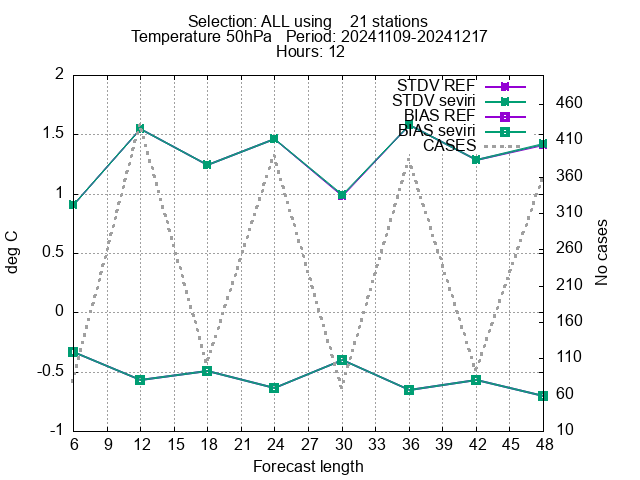 Selection: ALL using    21 stations
Temperature 50hPa   Period: 20241109-20241217
Hours: 12
STDV REF
STDV seviri
BIAS REF
BIAS seviri
CASES
2
1.5
1
0.5
0
-0.5
-1
deg C
460
410
360
310
260
210
160
110
60
10
No cases
6 9 12 15 18 21 24 27 30 33 36 39 42 45 48
Forecast length